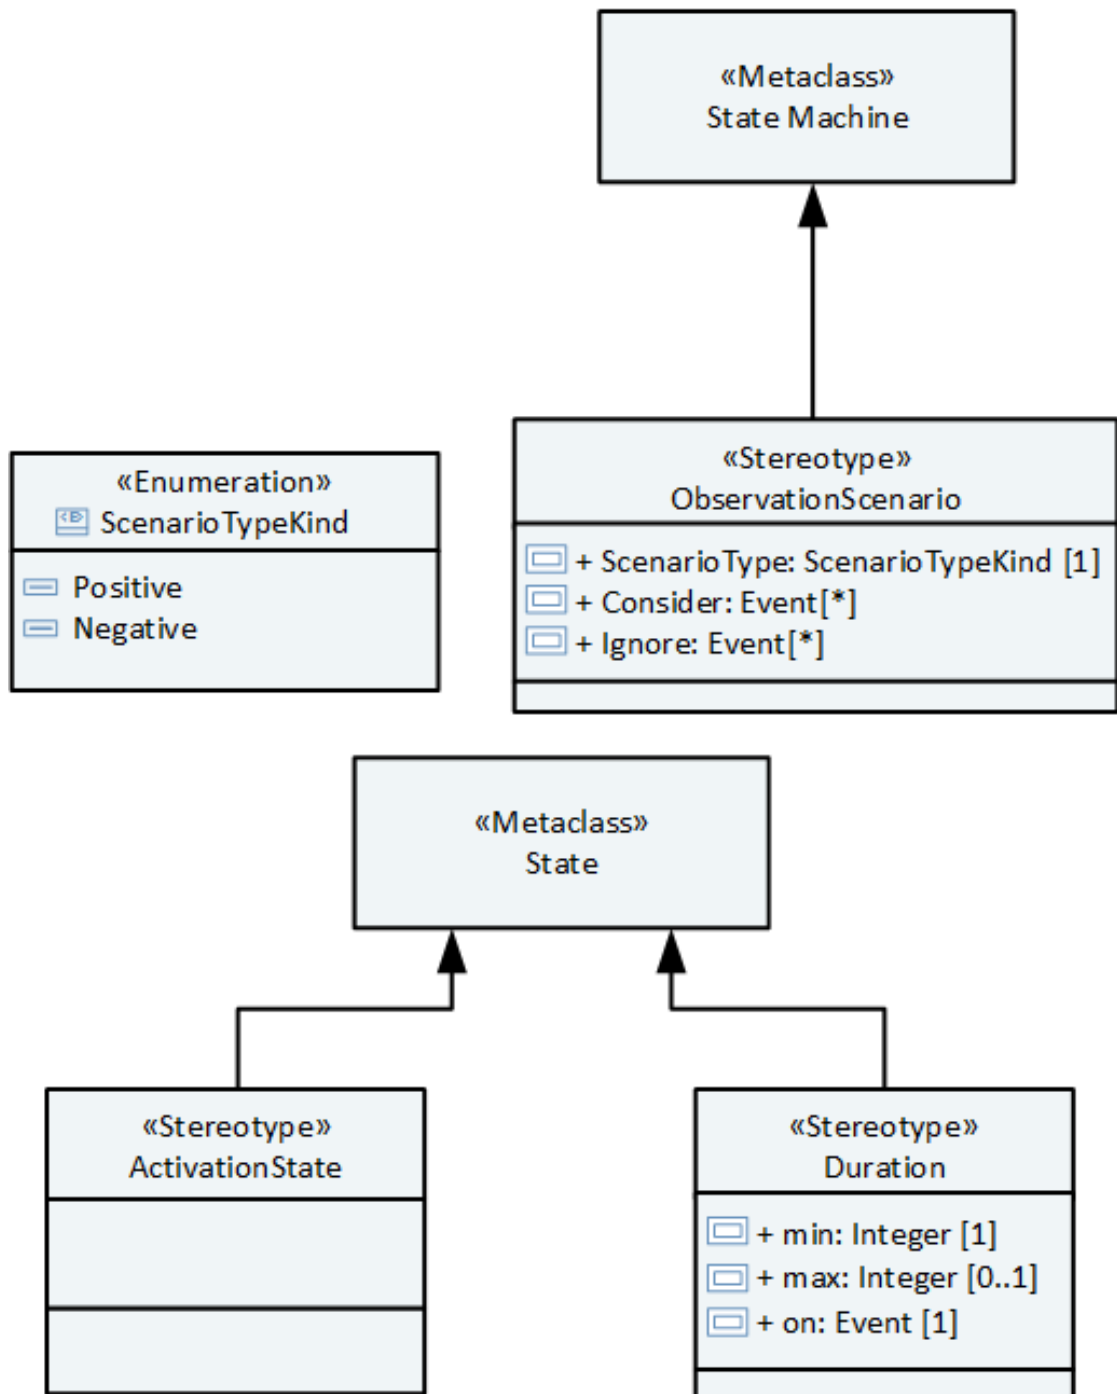 «Metaclass»
State Machine
«Stereotype»
ObservationScenario
+ ScenarioType: ScenarioTypeKind [1]
+ Consider: Event[*]
+ Ignore: Event[*]
«Enumeration»
<E> ScenarioTypeKind
Positive
Negative
«Metaclass»
State
«Stereotype»
ActivationState
«Stereotype»
Duration
+ min: Integer [1]
+ max: Integer [0..1]
+ on: Event [1]